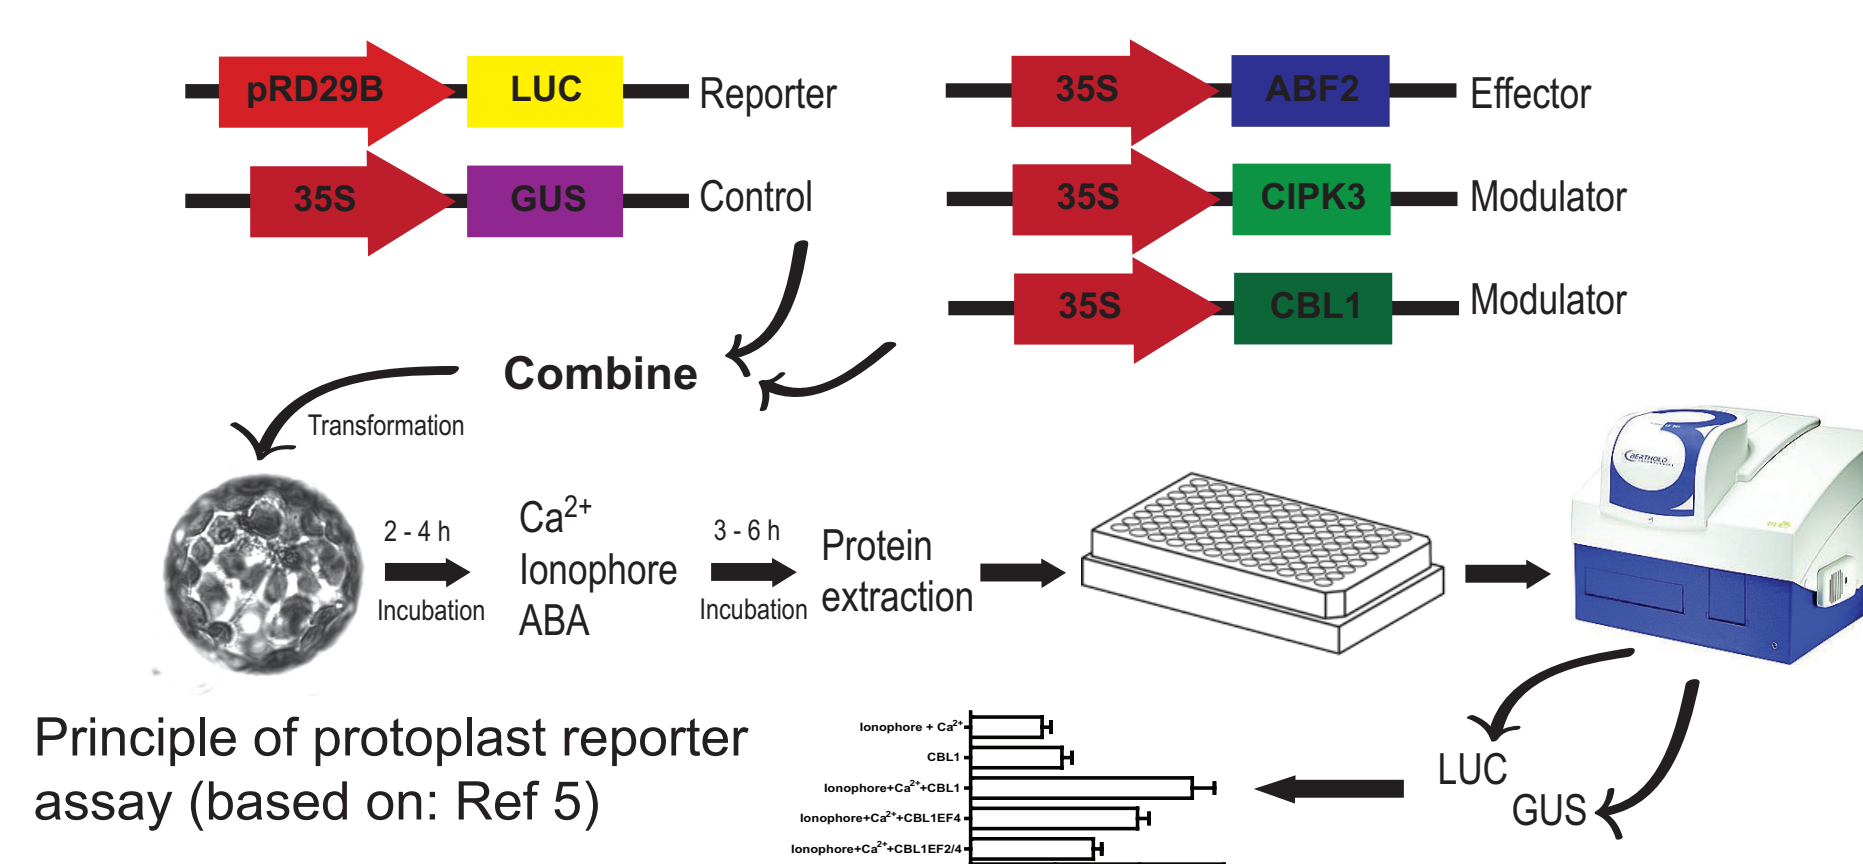 pRD29B LUC Reporter
35S GUS Control
35S ABF2 Effector
35S CIPK3 Modulator
35S CBL1 Modulator
Combine
Transformation
2 - 4 h
Incubation
Ca²⁺
Ionophore
ABA
3 - 6 h
Incubation
Protein
extraction
BERTHOLD
LUC
GUS
Ionophore + Ca²⁺
CBL1
Ionophore+Ca²⁺+CBL1
Ionophore+Ca²⁺+CBL1EF4
Ionophore+Ca²⁺+CBL1EF2/4
Principle of protoplast reporter
assay (based on: Ref 5)